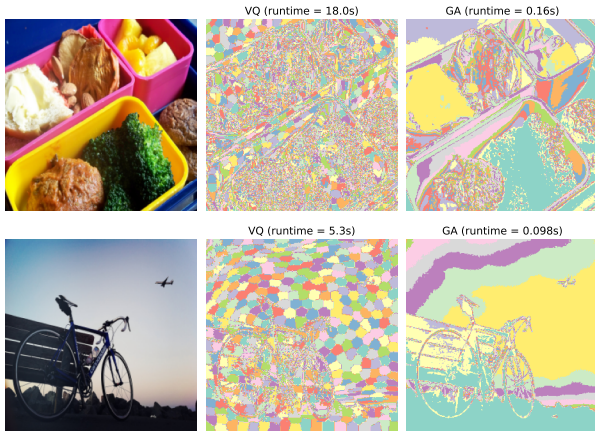 VQ (runtime = 18.0s)
GA (runtime = 0.16s)
VQ (runtime = 5.3s)
GA (runtime = 0.098s)